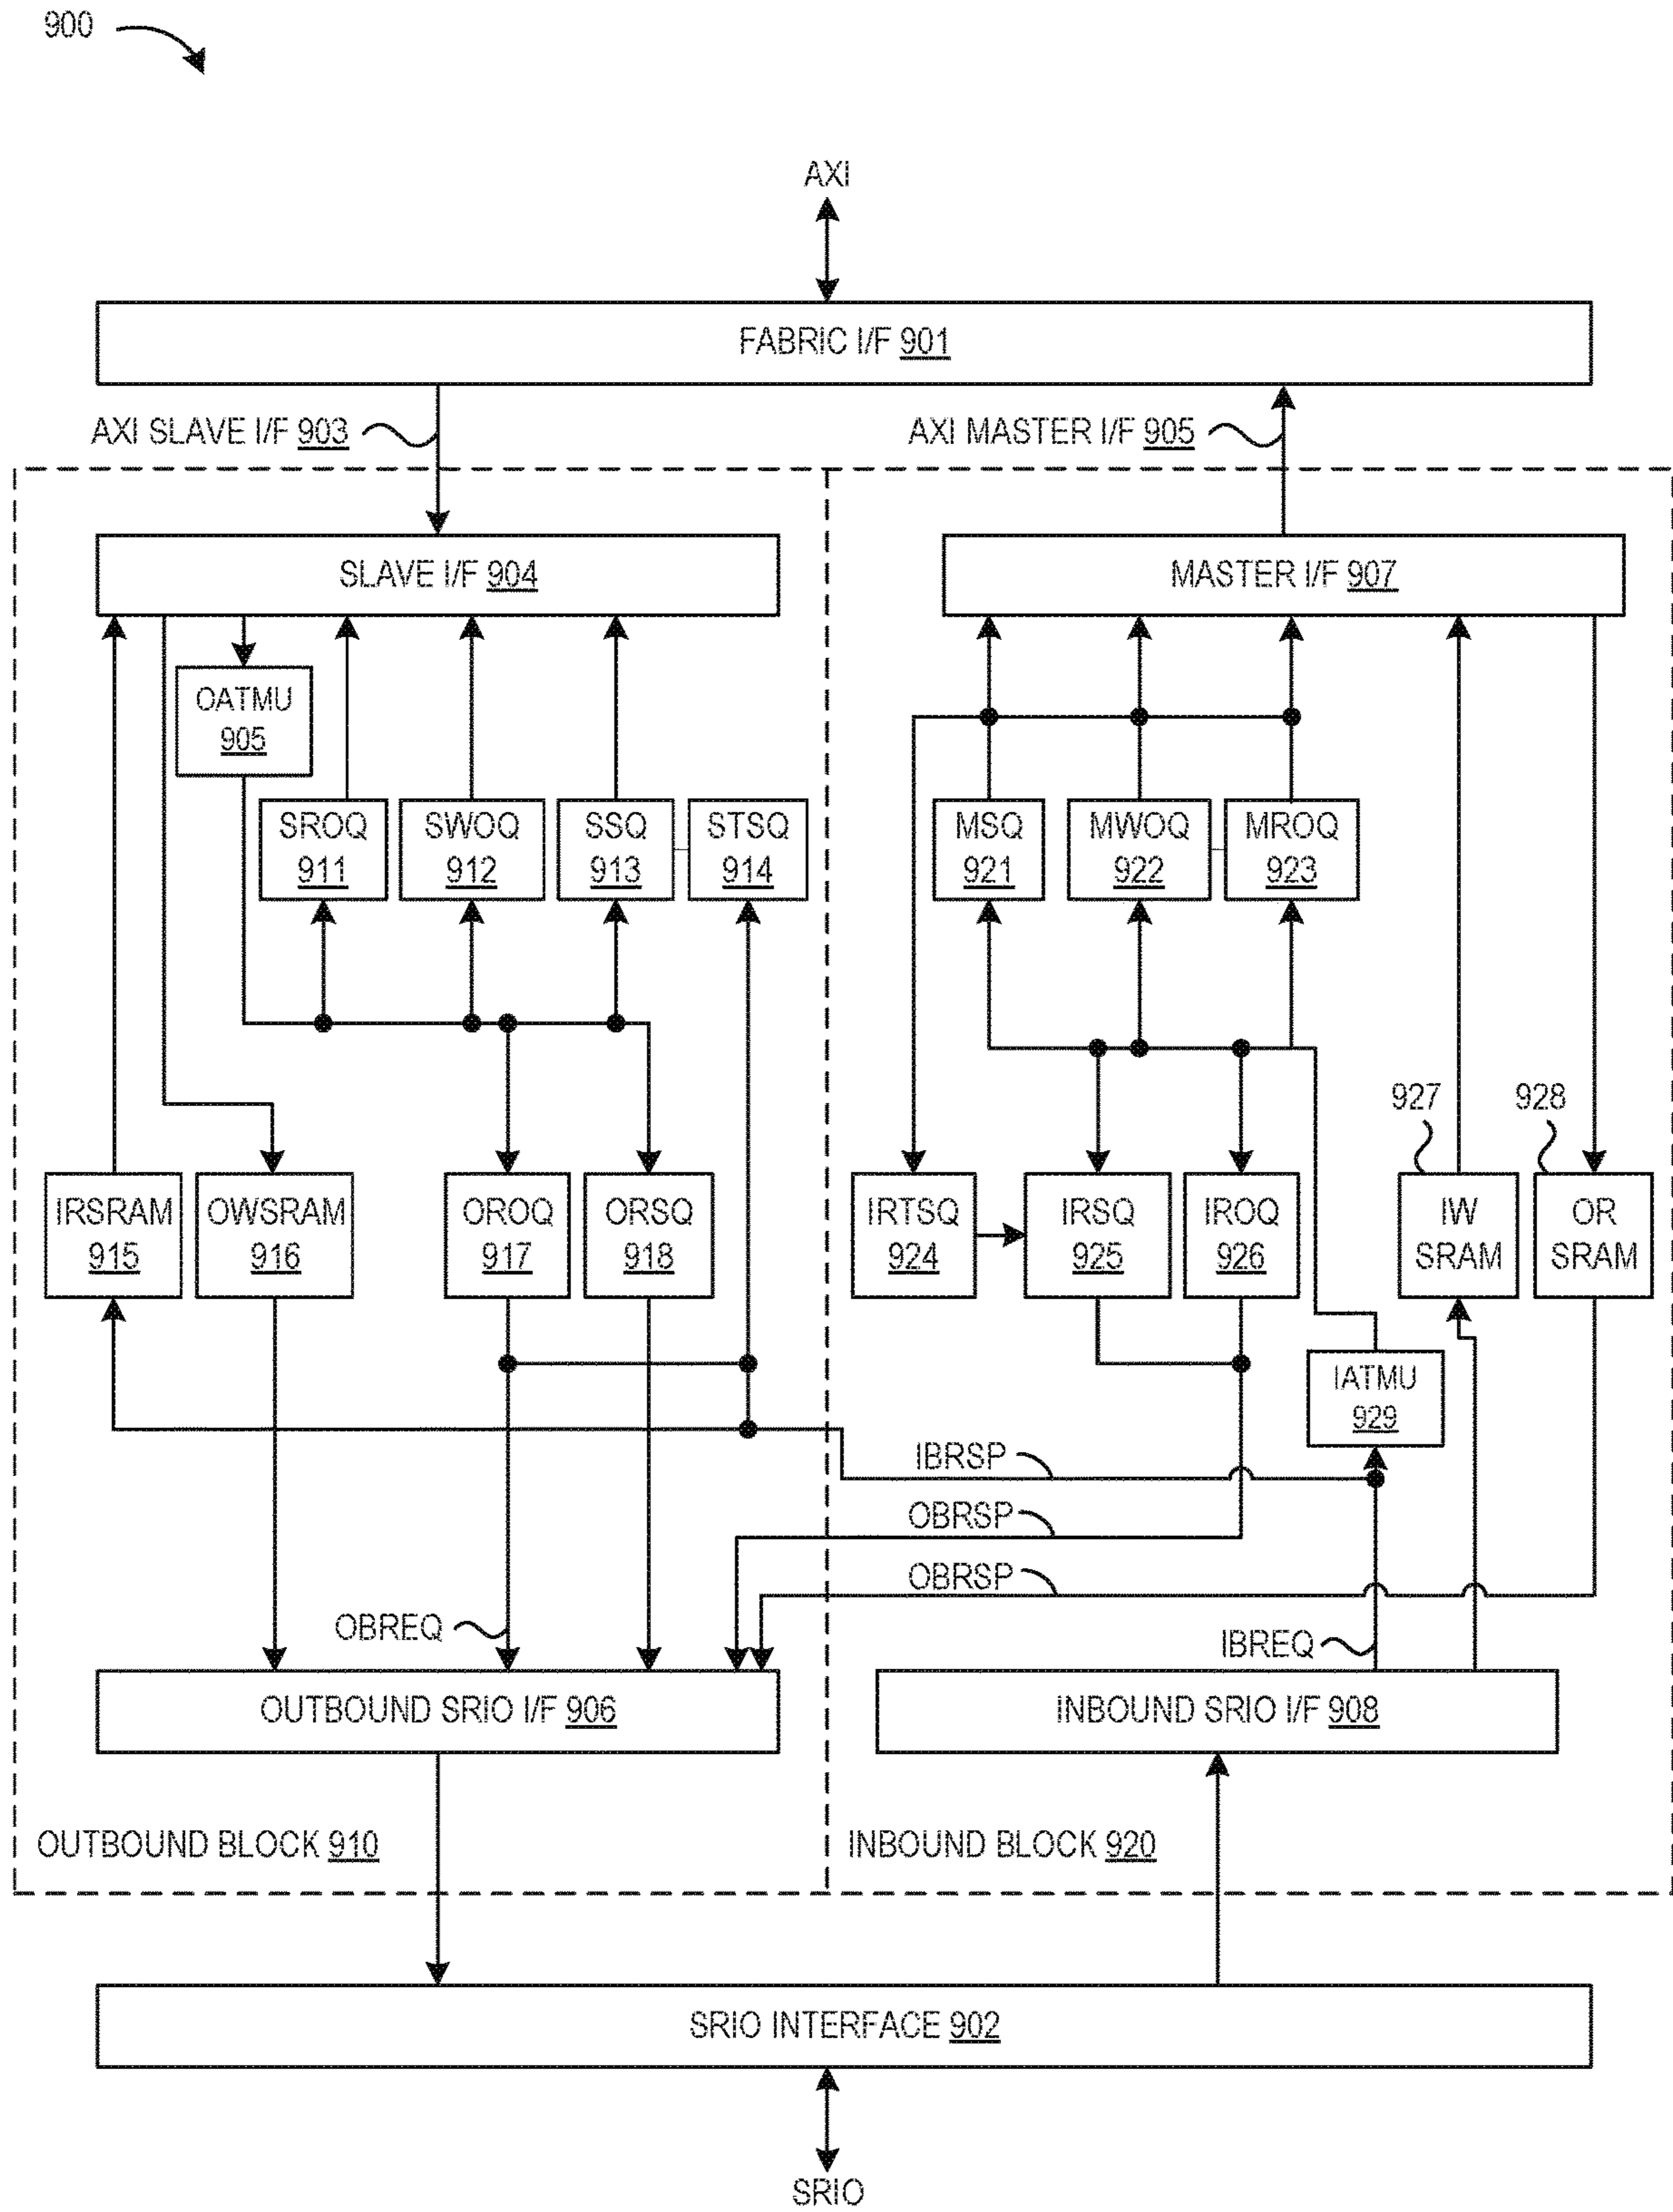 900
AXI
FABRIC I/F 901
AXI SLAVE I/F 903
AXI MASTER I/F 905
SLAVE I/F 904
MASTER I/F 907
OATMU
905
SROQ
911
SWOQ
912
SSQ
913
STSQ
914
MSQ
921
MWOQ
922
MROQ
923
927
928
IRSRAM
915
OWSRAM
916
OROQ
917
ORSQ
918
IRTSQ
924
IRSQ
925
IROQ
926
IW
SRAM
OR
SRAM
IATMU
929
IBRSP
OBRSP
OBRSP
OBREQ
IBREQ
OUTBOUND SRIO I/F 906
INBOUND SRIO I/F 908
OUTBOUND BLOCK 910
INBOUND BLOCK 920
SRIO INTERFACE 902
SRIO